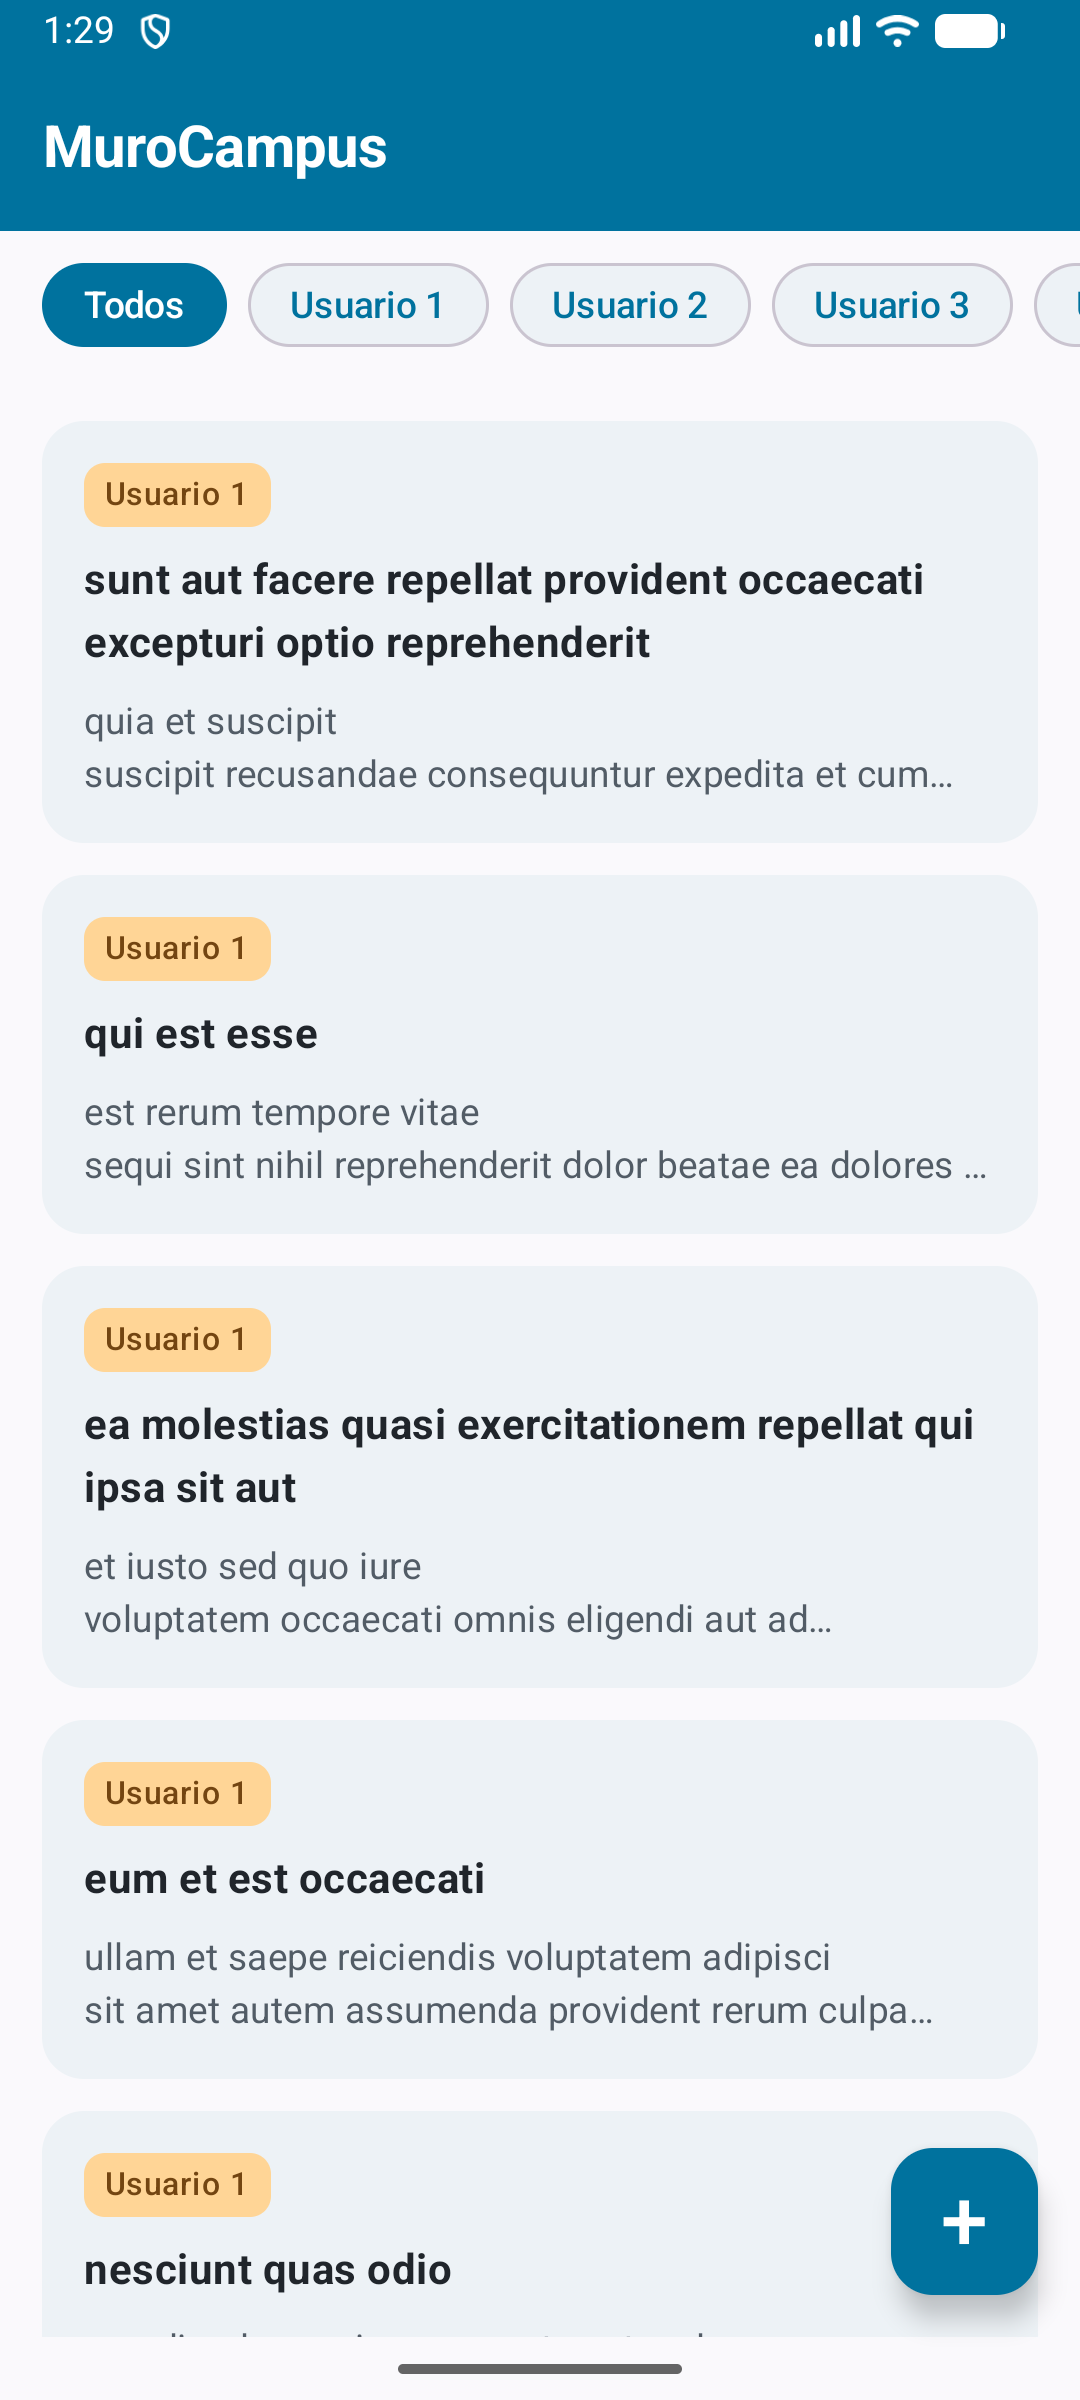 1:29
MuroCampus
Todos
Usuario 1
Usuario 2
Usuario 3
Usuario 1
sunt aut facere repellat provident occaecati
excepturi optio reprehenderit
quia et suscipit
suscipit recusandae consequuntur expedita et cum…
Usuario 1
qui est esse
est rerum tempore vitae
sequi sint nihil reprehenderit dolor beatae ea dolores …
Usuario 1
ea molestias quasi exercitationem repellat qui
ipsa sit aut
et iusto sed quo iure
voluptatem occaecati omnis eligendi aut ad…
Usuario 1
eum et est occaecati
ullam et saepe reiciendis voluptatem adipisci
sit amet autem assumenda provident rerum culpa…
Usuario 1
nesciunt quas odio
+